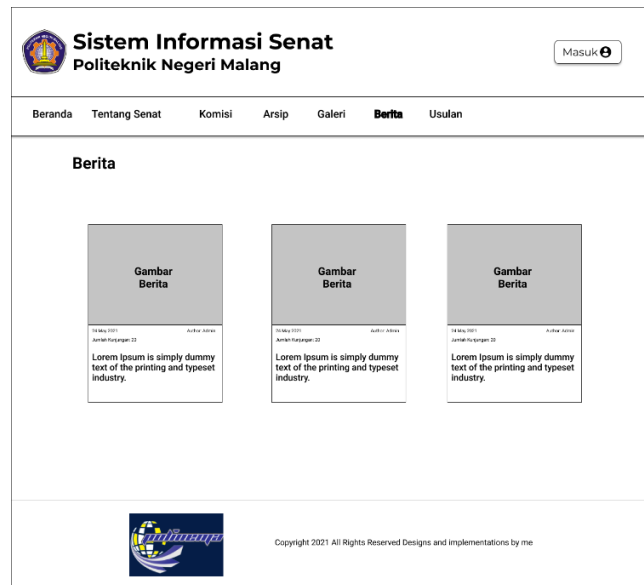 Sistem Informasi Senat
Politeknik Negeri Malang
Masuk
Beranda Tentang Senat Komisi Arsip Galeri Berita Usulan
Berita
Gambar
Berita
24 May 2021 Author: Admin
Jumlah Kunjungan: 23
Lorem Ipsum is simply dummy
text of the printing and typeset
industry.
Gambar
Berita
24 May 2021 Author: Admin
Jumlah Kunjungan: 23
Lorem Ipsum is simply dummy
text of the printing and typeset
industry.
Gambar
Berita
24 May 2021 Author: Admin
Jumlah Kunjungan: 23
Lorem Ipsum is simply dummy
text of the printing and typeset
industry.
polinema
Copyright 2021 All Rights Reserved Designs and implementations by me